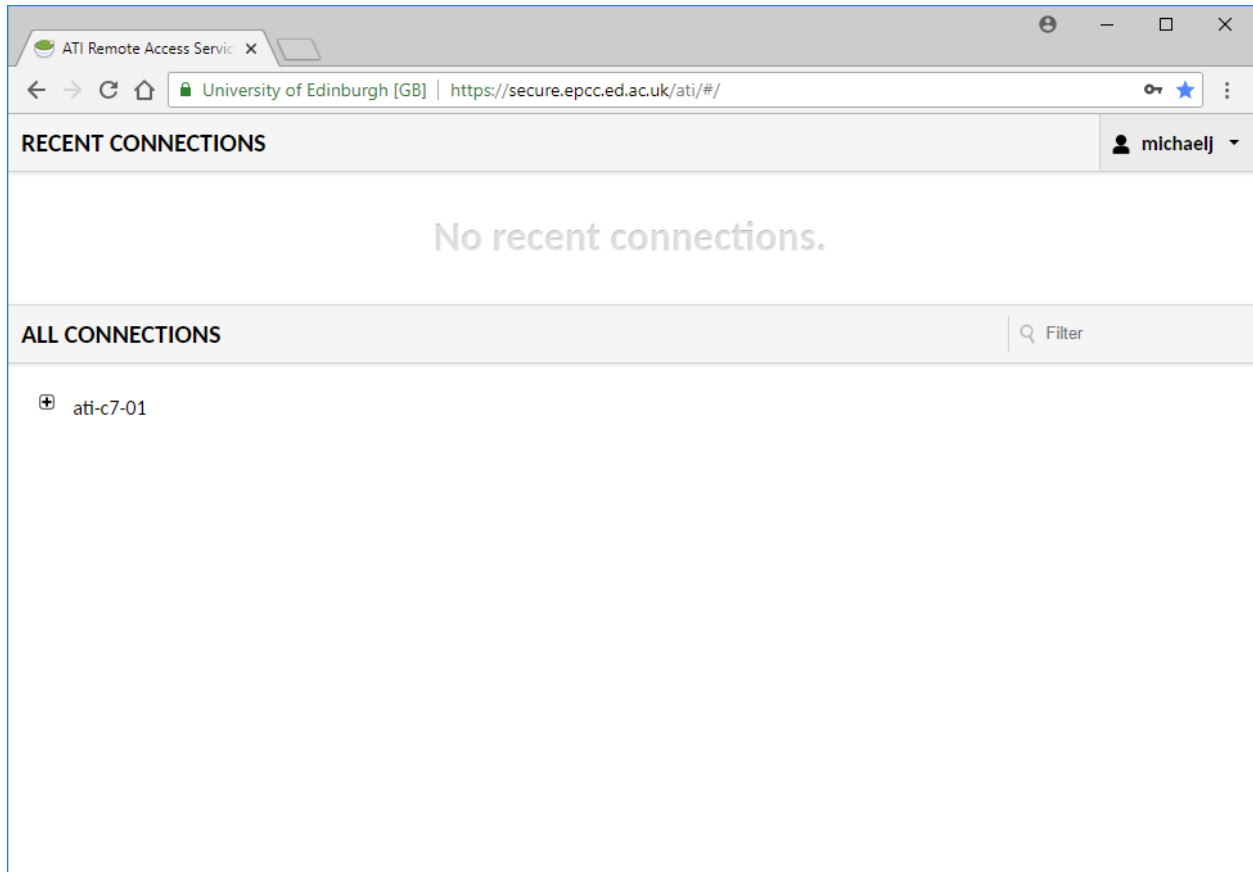 ATI Remote Access Servic
University of Edinburgh [GB] https://secure.epcc.ed.ac.uk/ati/#/
RECENT CONNECTIONS
michaelj
No recent connections.
ALL CONNECTIONS
Filter
ati-c7-01